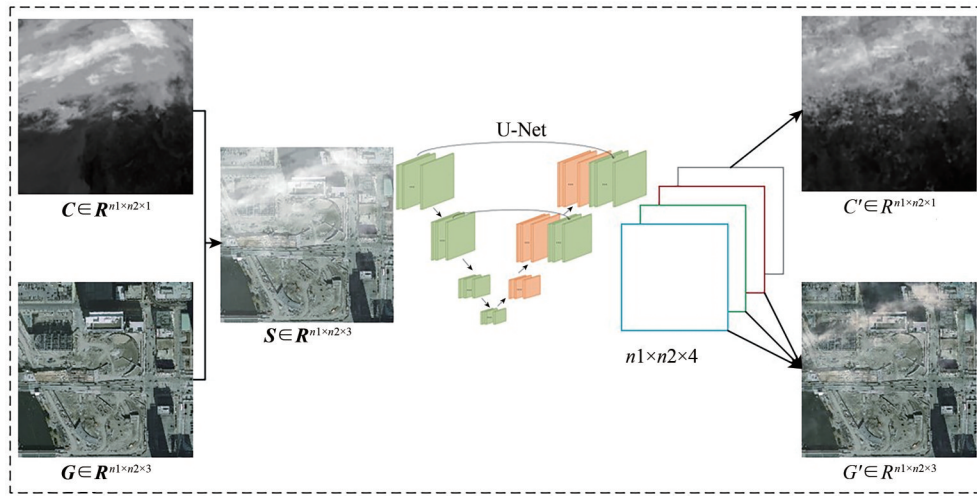 U-Net
C ∈ R^{n1×n2×1}
S ∈ R^{n1×n2×3}
G ∈ R^{n1×n2×3}
n1×n2×4
C′ ∈ R^{n1×n2×1}
G′ ∈ R^{n1×n2×3}